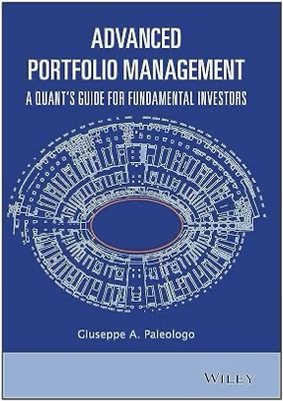 ADVANCED
PORTFOLIO MANAGEMENT
A QUANT'S GUIDE FOR FUNDAMENTAL INVESTORS
Giuseppe A. Paleologo
WILEY